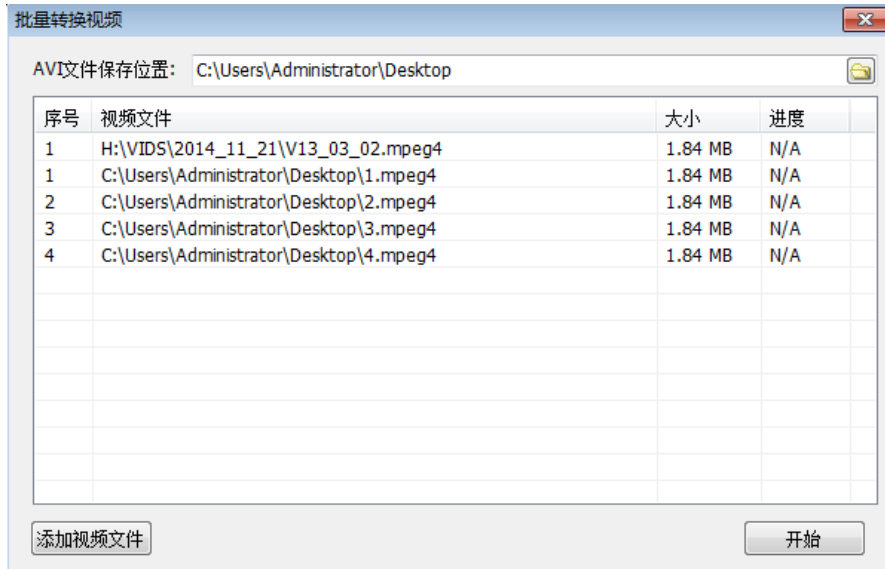 批量转换视频
AVI文件保存位置: C:\Users\Administrator\Desktop
序号 视频文件 大小 进度
1 H:\VIDS\2014_11_21\V13_03_02.mpeg4 1.84 MB N/A
1 C:\Users\Administrator\Desktop\1.mpeg4 1.84 MB N/A
2 C:\Users\Administrator\Desktop\2.mpeg4 1.84 MB N/A
3 C:\Users\Administrator\Desktop\3.mpeg4 1.84 MB N/A
4 C:\Users\Administrator\Desktop\4.mpeg4 1.84 MB N/A
添加视频文件 开始